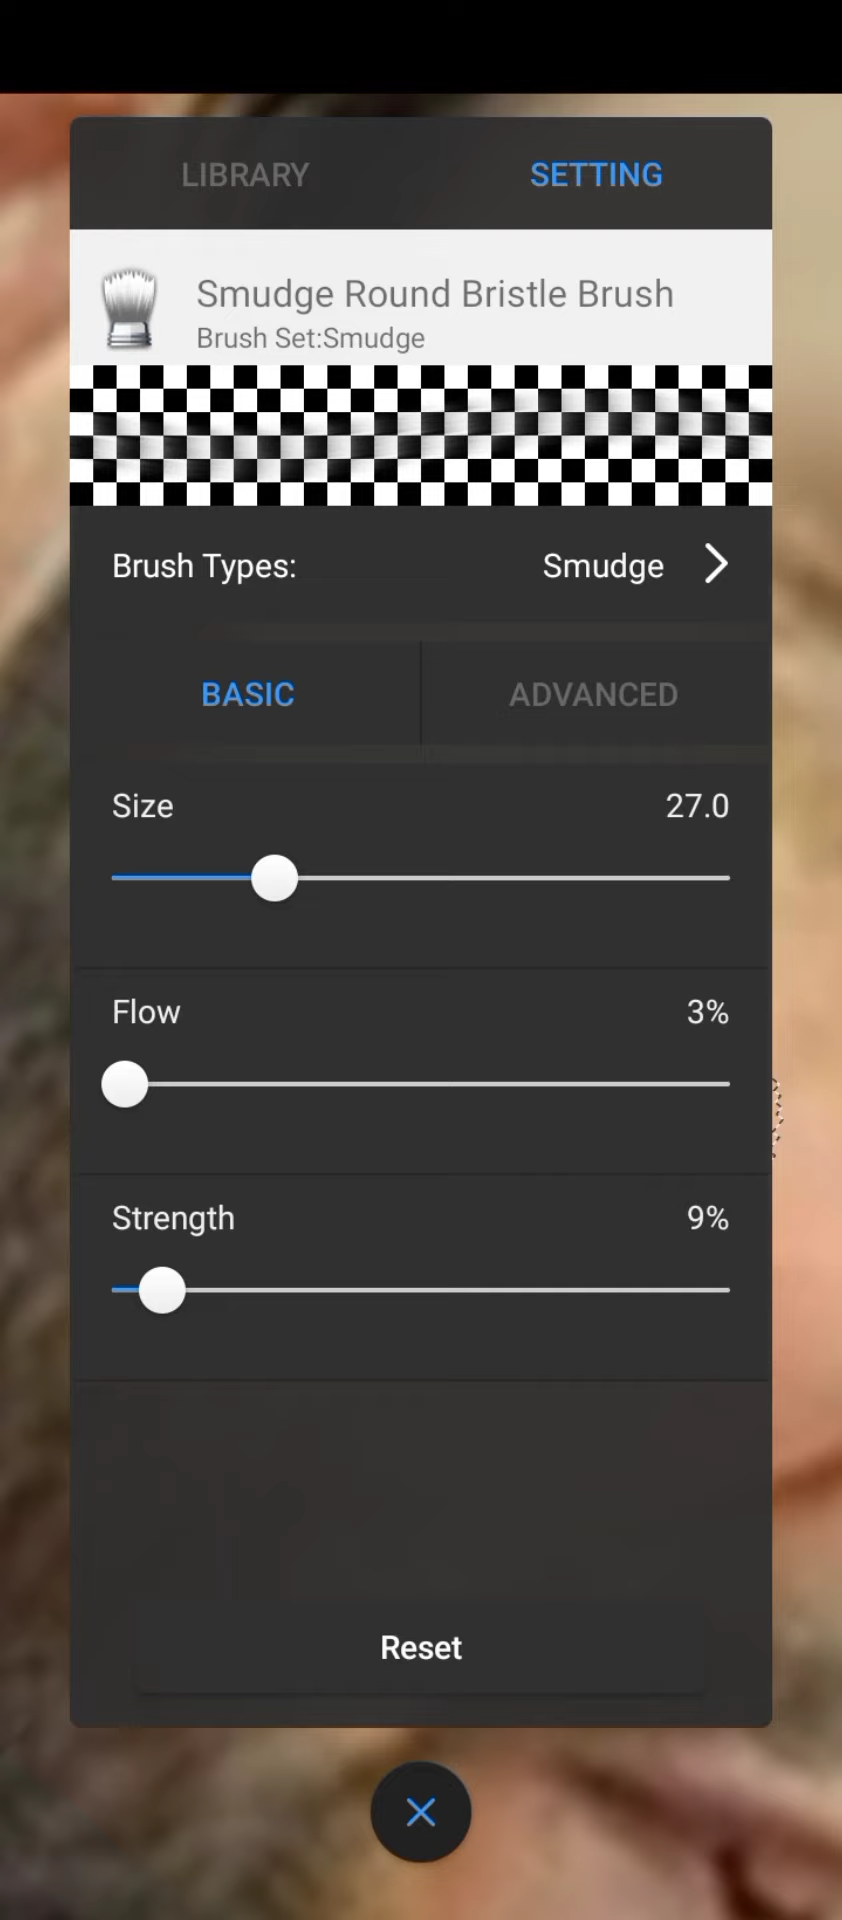 LIBRARY SETTING
Smudge Round Bristle Brush
Brush Set:Smudge
Brush Types: Smudge
BASIC ADVANCED
Size 27.0
Flow 3%
Strength 9%
Reset